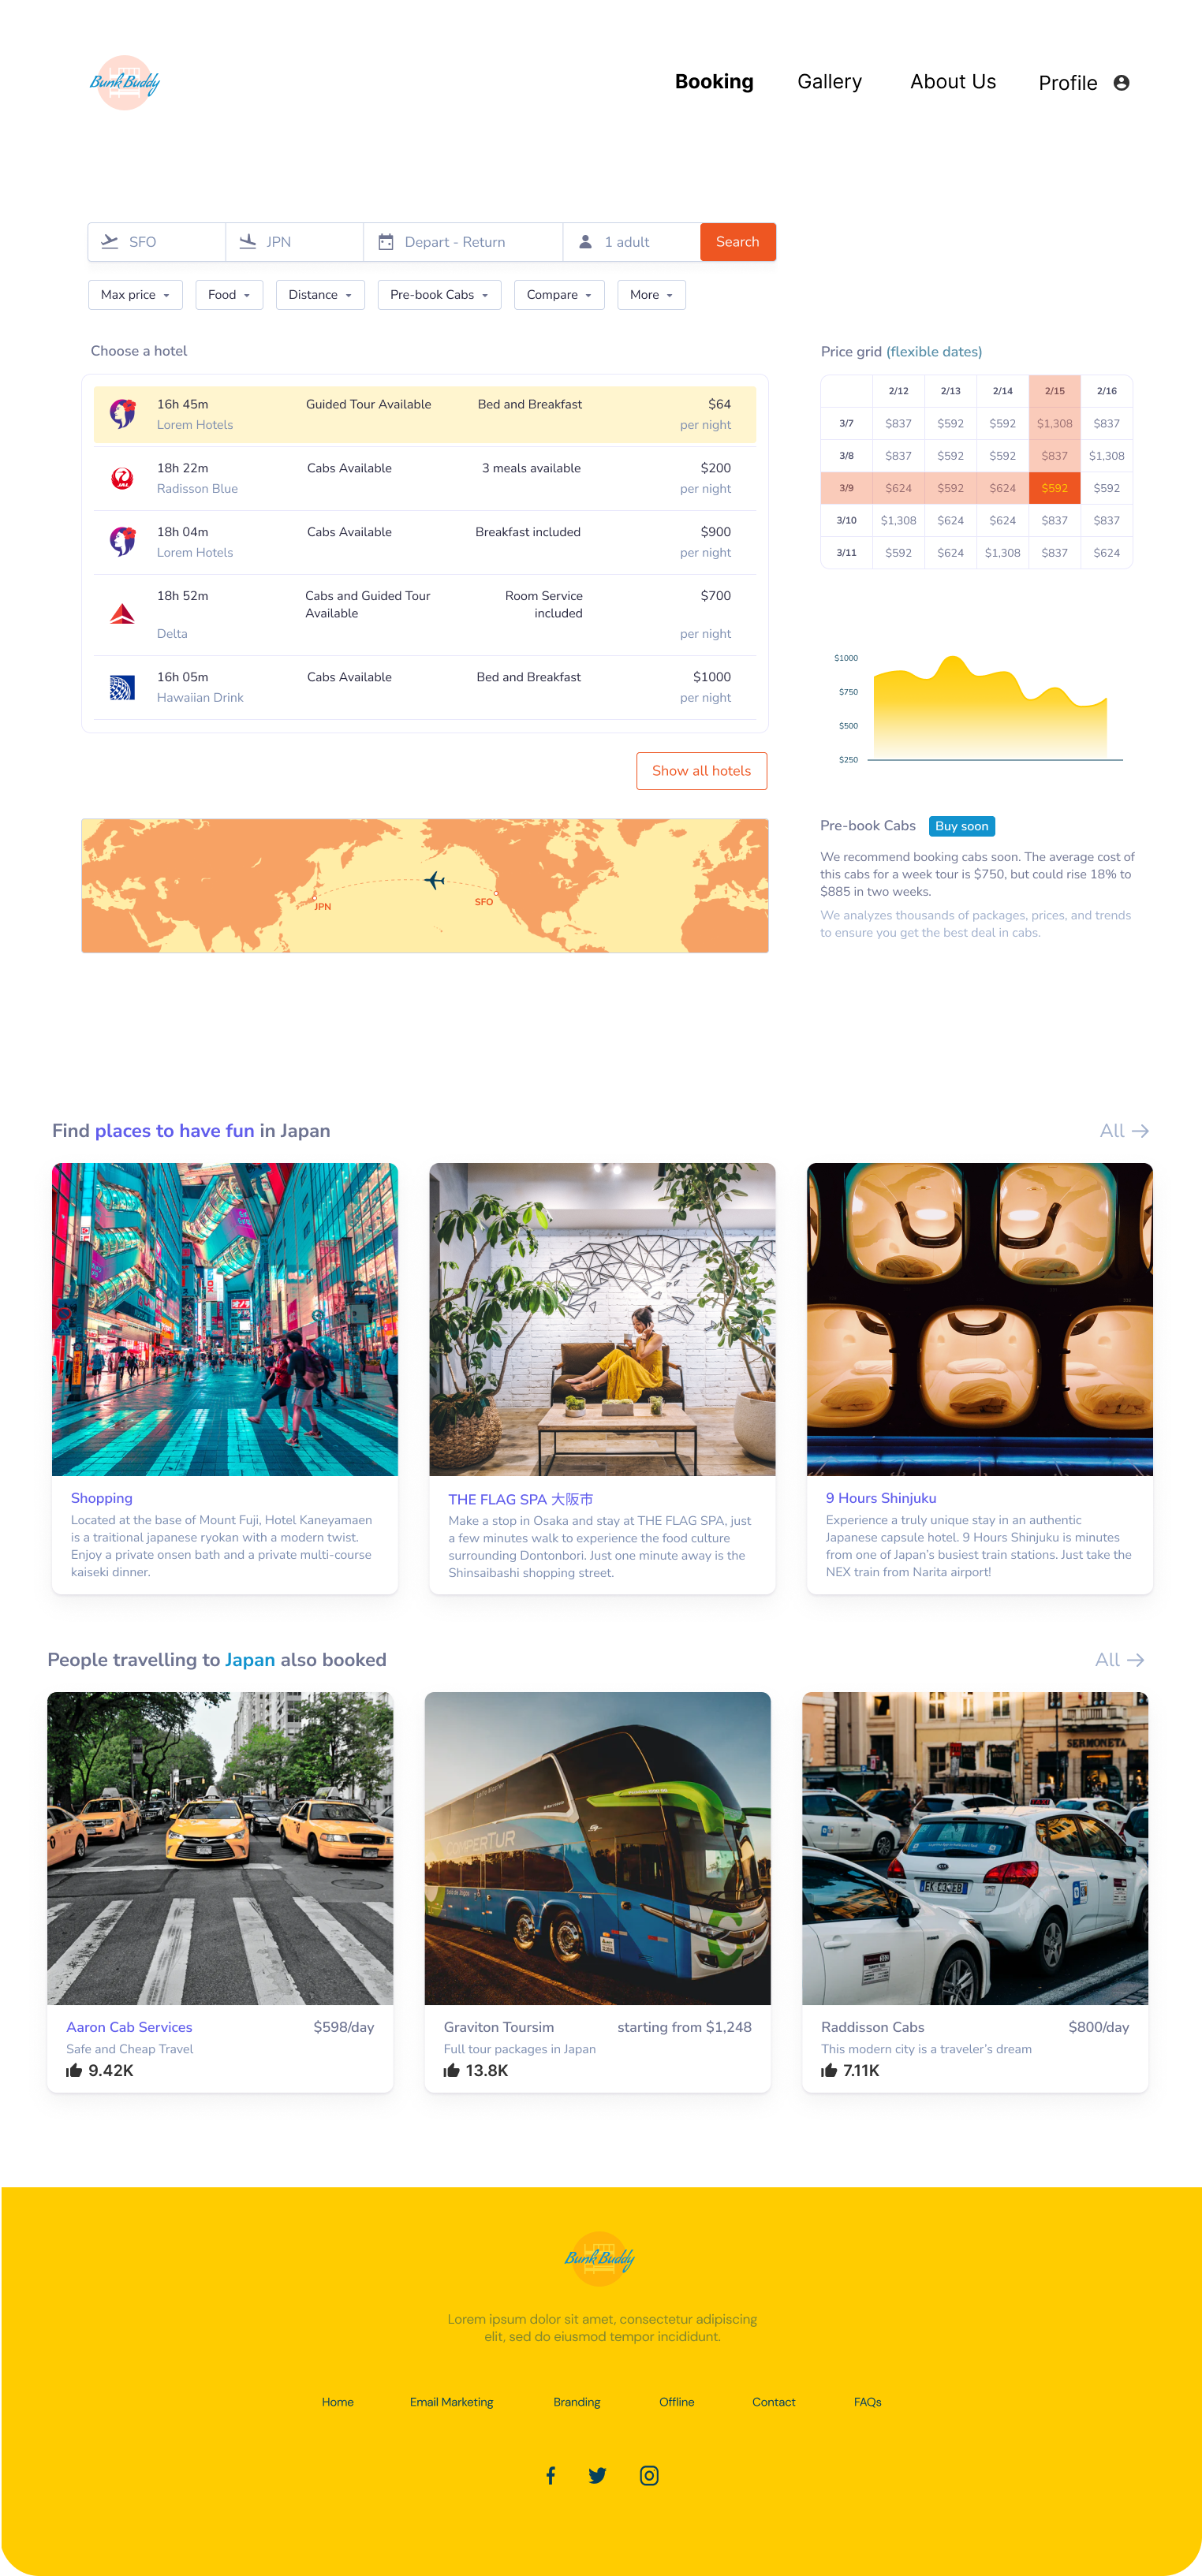 Bunk Buddy
Booking
Gallery
About Us
Profile
SFO
JPN
Depart - Return
1 adult
Search
Max price
Food
Distance
Pre-book Cabs
Compare
More
Choose a hotel
16h 45m Guided Tour Available Bed and Breakfast $64
Lorem Hotels per night
18h 22m Cabs Available 3 meals available $200
Radisson Blue per night
18h 04m Cabs Available Breakfast included $900
Lorem Hotels per night
18h 52m Cabs and Guided Tour Room Service $700
Available included
Delta per night
16h 05m Cabs Available Bed and Breakfast $1000
Hawaiian Drink per night
Show all hotels
JPN
SFO
Price grid (flexible dates)
2/12 2/13 2/14 2/15 2/16
3/7 $837 $592 $592 $1,308 $837
3/8 $837 $592 $592 $837 $1,308
3/9 $624 $592 $624 $592 $592
3/10 $1,308 $624 $624 $837 $837
3/11 $592 $624 $1,308 $837 $624
$1000
$750
$500
$250
Pre-book Cabs Buy soon
We recommend booking cabs soon. The average cost of
this cabs for a week tour is $750, but could rise 18% to
$885 in two weeks.
We analyzes thousands of packages, prices, and trends
to ensure you get the best deal in cabs.
Find places to have fun in Japan
All
Shopping
Located at the base of Mount Fuji, Hotel Kaneyamaen
is a traitional japanese ryokan with a modern twist.
Enjoy a private onsen bath and a private multi-course
kaiseki dinner.
THE FLAG SPA 大阪市
Make a stop in Osaka and stay at THE FLAG SPA, just
a few minutes walk to experience the food culture
surrounding Dontonbori. Just one minute away is the
Shinsaibashi shopping street.
9 Hours Shinjuku
Experience a truly unique stay in an authentic
Japanese capsule hotel. 9 Hours Shinjuku is minutes
from one of Japan's busiest train stations. Just take the
NEX train from Narita airport!
People travelling to Japan also booked
All
COMPERTUR
SERMONETA
Aaron Cab Services $598/day
Safe and Cheap Travel
9.42K
Graviton Toursim starting from $1,248
Full tour packages in Japan
13.8K
Raddisson Cabs $800/day
This modern city is a traveler's dream
7.11K
Bunk Buddy
Lorem ipsum dolor sit amet, consectetur adipiscing
elit, sed do eiusmod tempor incididunt.
Home
Email Marketing
Branding
Offline
Contact
FAQs